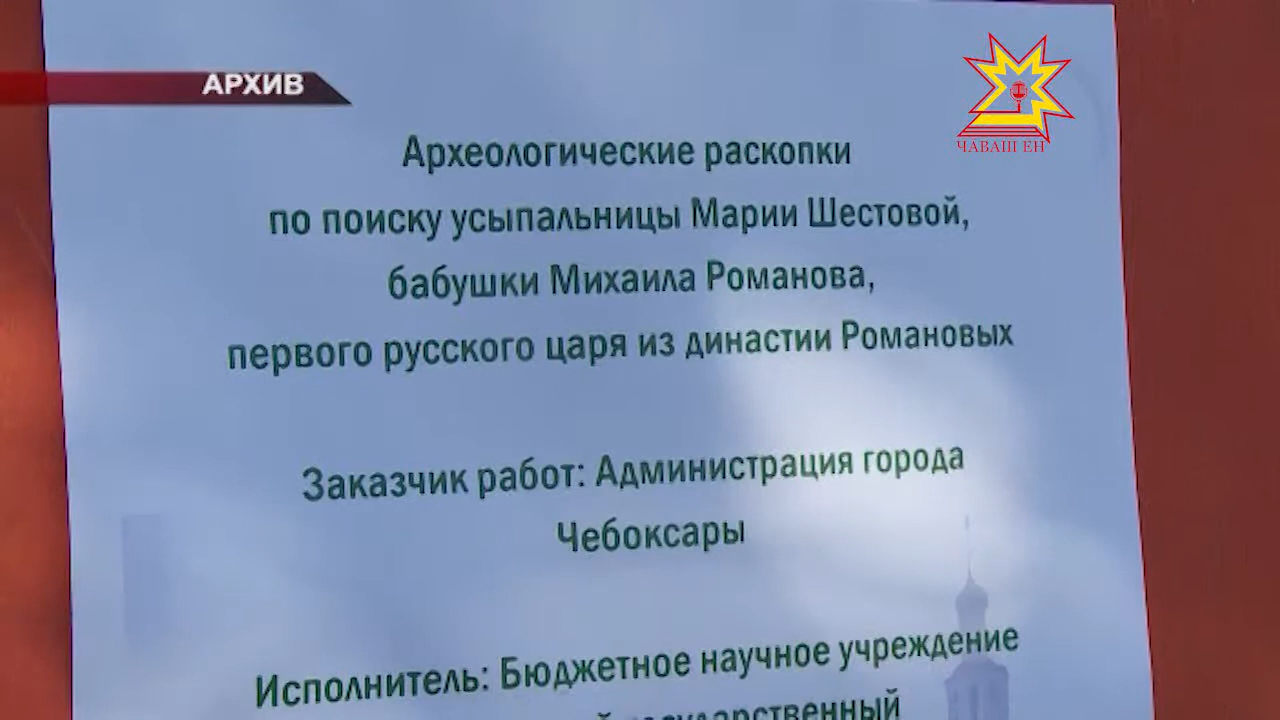 АРХИВ
ЧАВАШ ЕН
Археологические раскопки
по поиску усыпальницы Марии Шестовой,
бабушки Михаила Романова,
первого русского царя из династии Романовых
Заказчик работ: Администрация города
Чебоксары
Исполнитель: Бюджетное научное учреждение
государственный